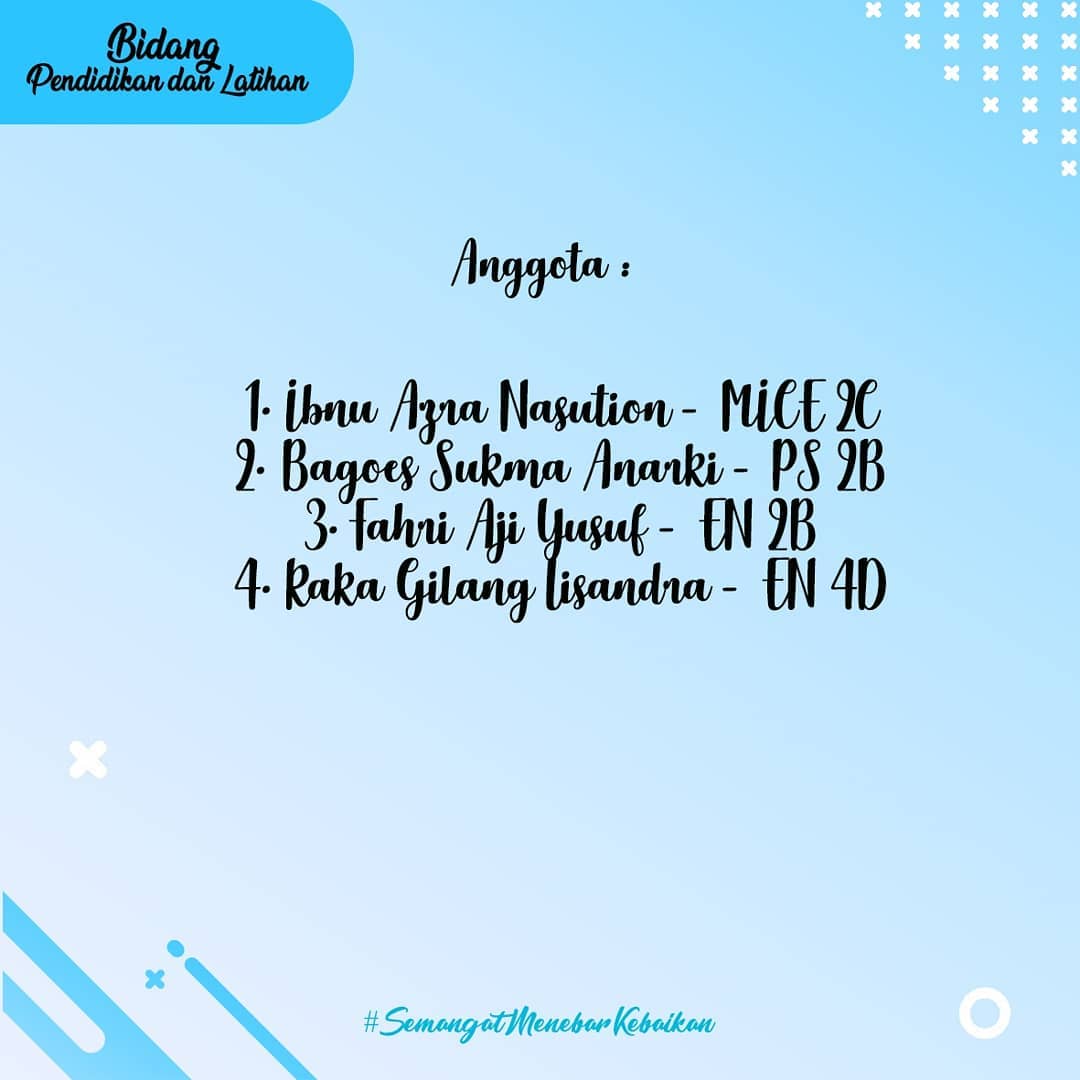 Bidang
Pendidikan dan Latihan
Anggota :
1. Ibnu Azra Nasution - MICE 2C
2. Bagoes Sukma Anarki - PS 2B
3. Fahri Aji Yusuf - EN 2B
4. Raka Gilang Lisandra - EN 4D
#SemangatMenebarKebaikan